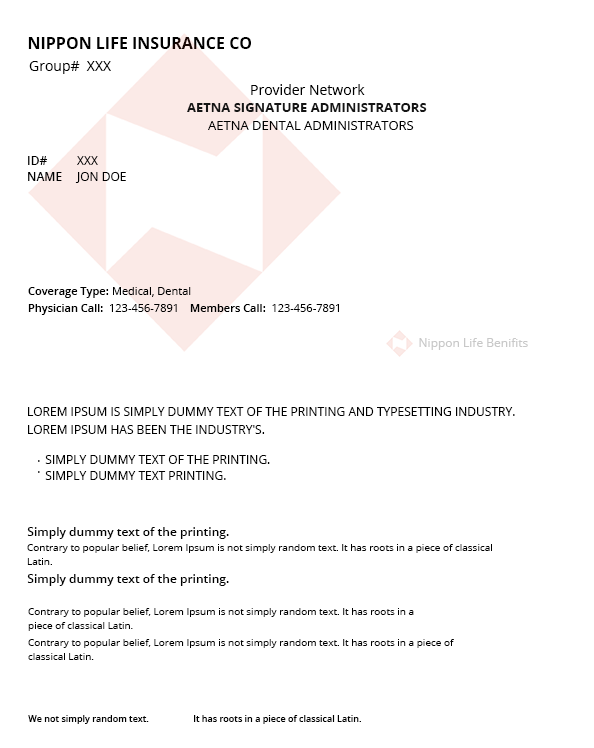 NIPPON LIFE INSURANCE CO
Group# XXX
Provider Network
AETNA SIGNATURE ADMINISTRATORS
AETNA DENTAL ADMINISTRATORS
ID# XXX
NAME JON DOE
Coverage Type: Medical, Dental
Physician Call: 123-456-7891 Members Call: 123-456-7891
Nippon Life Benifits
LOREM IPSUM IS SIMPLY DUMMY TEXT OF THE PRINTING AND TYPESETTING INDUSTRY.
LOREM IPSUM HAS BEEN THE INDUSTRY'S.
· SIMPLY DUMMY TEXT OF THE PRINTING.
· SIMPLY DUMMY TEXT PRINTING.
Simply dummy text of the printing.
Contrary to popular belief, Lorem Ipsum is not simply random text. It has roots in a piece of classical
Latin.
Simply dummy text of the printing.
Contrary to popular belief, Lorem Ipsum is not simply random text. It has roots in a
piece of classical Latin.
Contrary to popular belief, Lorem Ipsum is not simply random text. It has roots in a piece of
classical Latin.
We not simply random text. It has roots in a piece of classical Latin.